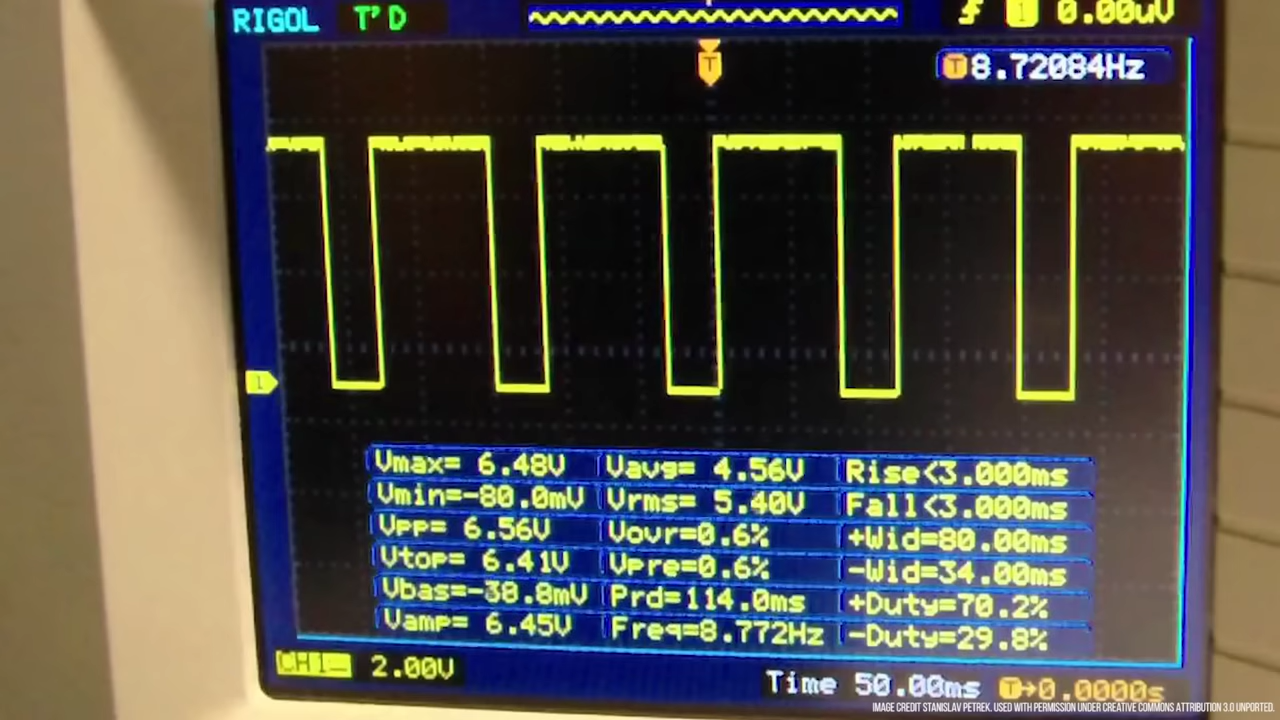 RIGOL T'D 1 0.00uV
T 8.72084Hz
T
1
Vmax= 6.48V Vavg= 4.56V Rise<3.000ms
Vmin=-80.0mV Vrms= 5.40V Fall<3.000ms
Vpp= 6.56V Vovr=0.6% +Wid=80.00ms
Vtop= 6.41V Vpre=0.6% -Wid=34.00ms
Vbas=-38.8mV Prd=114.0ms +Duty=70.2%
Vamp= 6.45V Freq=8.772Hz -Duty=29.8%
CH1 2.00V Time 50.00ms T→0.0000s
IMAGE CREDIT STANISLAV PETREK. USED WITH PERMISSION UNDER CREATIVE COMMONS ATTRIBUTION 3.0 UNPORTED.